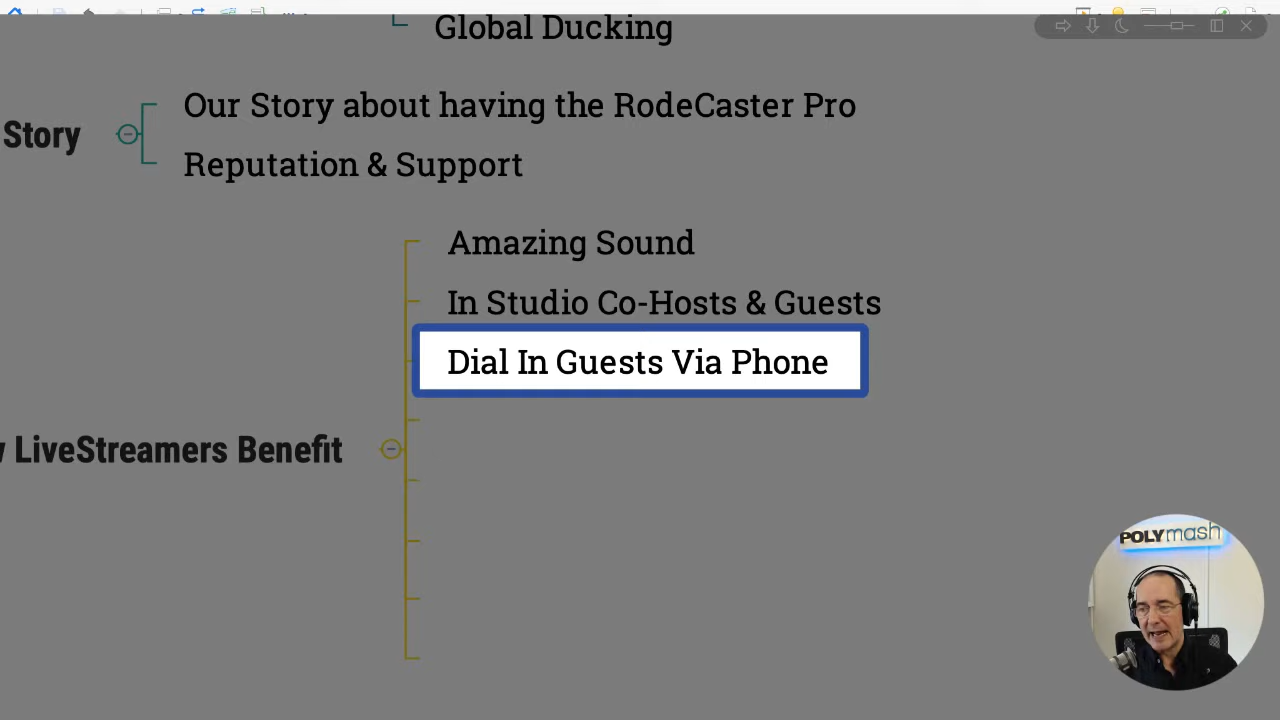 Global Ducking
Our Story about having the RodeCaster Pro
Story
Reputation & Support
Amazing Sound
In Studio Co-Hosts & Guests
Dial In Guests Via Phone
LiveStreamers Benefit
POLYmash